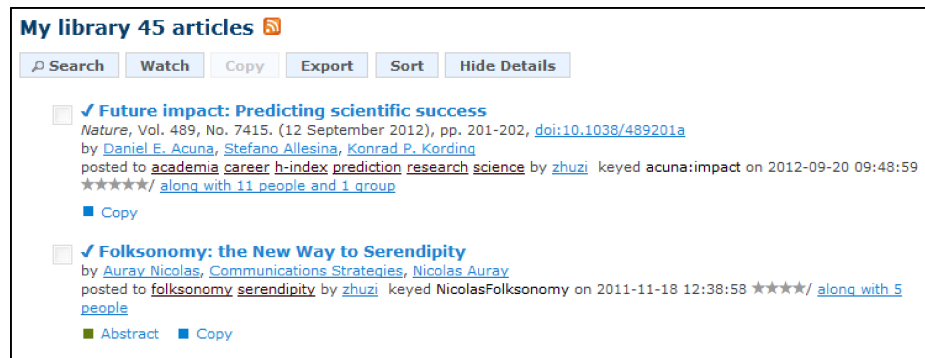 My library 45 articles
Search Watch Copy Export Sort Hide Details
✓ Future impact: Predicting scientific success
Nature, Vol. 489, No. 7415. (12 September 2012), pp. 201-202, doi:10.1038/489201a
by Daniel E. Acuna, Stefano Allesina, Konrad P. Kording
posted to academia career h-index prediction research science by zhuzi keyed acuna:impact on 2012-09-20 09:48:59
★★★★★/ along with 11 people and 1 group
Copy
✓ Folksonomy: the New Way to Serendipity
by Auray Nicolas, Communications Strategies, Nicolas Auray
posted to folksonomy serendipity by zhuzi keyed NicolasFolksonomy on 2011-11-18 12:38:58 ★★★★/ along with 5
people
Abstract Copy